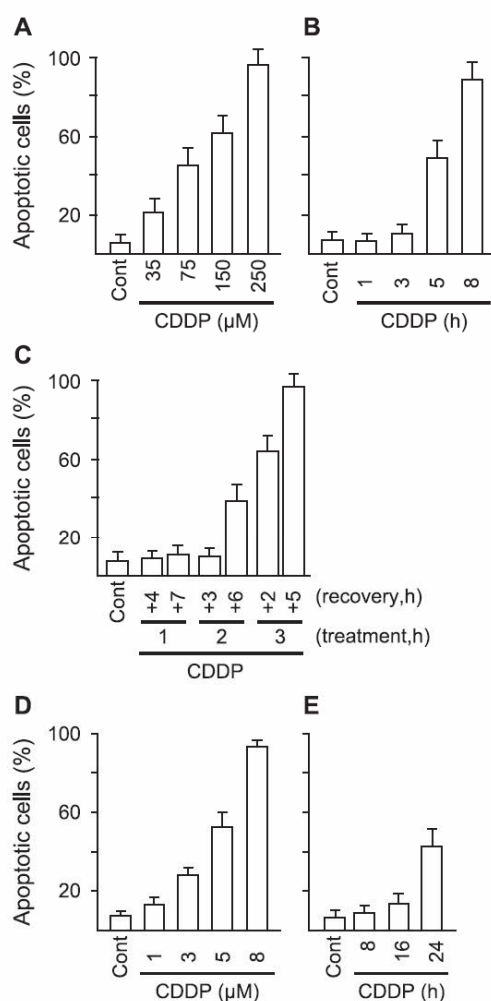 A
Apoptotic cells (%)
100
60
20
Cont
35
75
150
250
CDDP (µM)
B
Cont
1
3
5
8
CDDP (h)
C
Apoptotic cells (%)
100
60
20
Cont
+4
+7
+3
+6
+2
+5
(recovery,h)
1
2
3
(treatment,h)
CDDP
D
Apoptotic cells (%)
100
60
20
Cont
1
3
5
8
CDDP (µM)
E
Cont
8
16
24
CDDP (h)